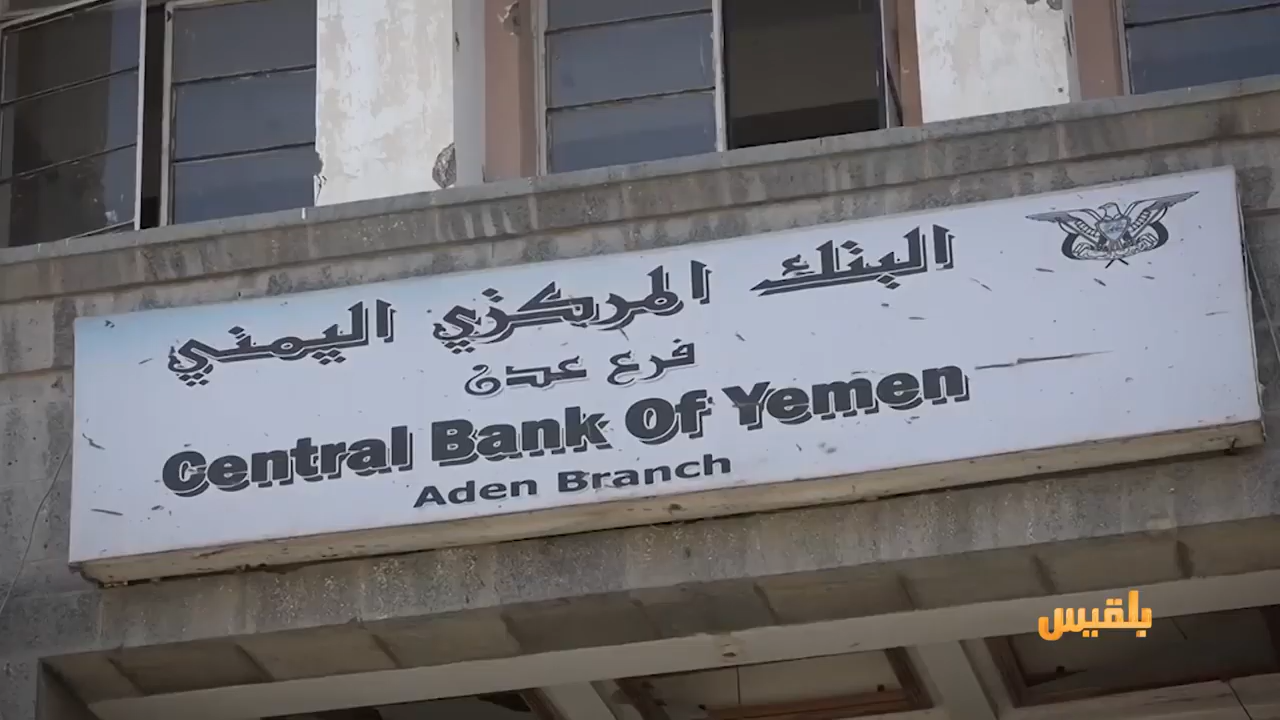 البنك المركزي اليمني
فرع عدن
Central Bank Of Yemen
Aden Branch
بلقيس